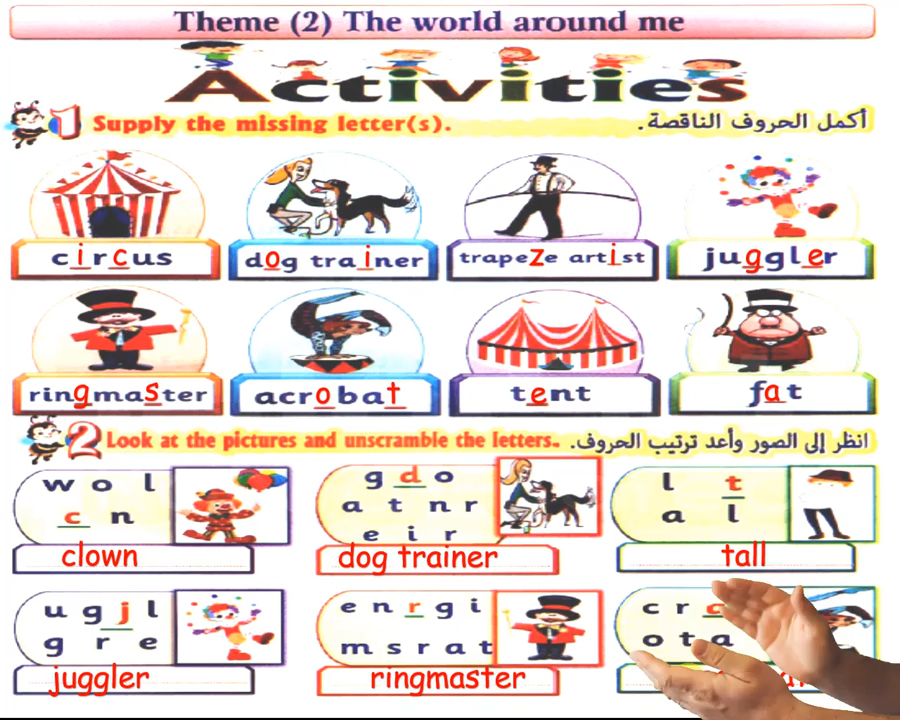 Theme (2) The world around me
Activities
1 Supply the missing letter(s). أكمل الحروف الناقصة.
circus dog trainer trapeze artist juggler
ringmaster acrobat tent fat
2 Look at the pictures and unscramble the letters. انظر إلى الصور وأعد ترتيب الحروف.
w o l
c n
clown
g d o
a t n r
e i r
dog trainer
l t
a l
tall
u g j l
g r e
juggler
e n r g i
m s r a t
ringmaster
c r
o t a